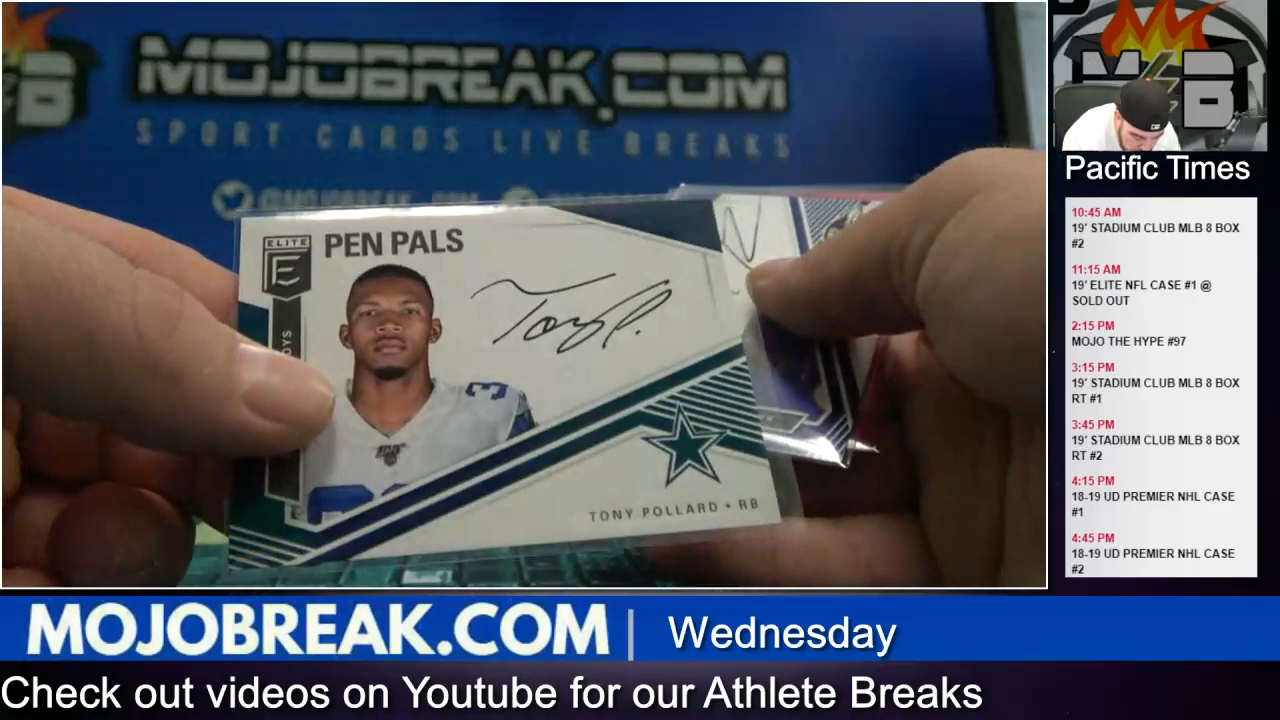 MOJOBREAK.COM
SPORT CARDS LIVE BREAKS
ELITE
E
PEN PALS
Tony P.
3
TONY POLLARD • RB
B
Pacific Times
10:45 AM
19' STADIUM CLUB MLB 8 BOX
#2
11:15 AM
19' ELITE NFL CASE #1 @
SOLD OUT
2:15 PM
MOJO THE HYPE #97
3:15 PM
19' STADIUM CLUB MLB 8 BOX
RT #1
3:45 PM
19' STADIUM CLUB MLB 8 BOX
RT #2
4:15 PM
18-19 UD PREMIER NHL CASE
#1
4:45 PM
18-19 UD PREMIER NHL CASE
#2
MOJOBREAK.COM | Wednesday
Check out videos on Youtube for our Athlete Breaks